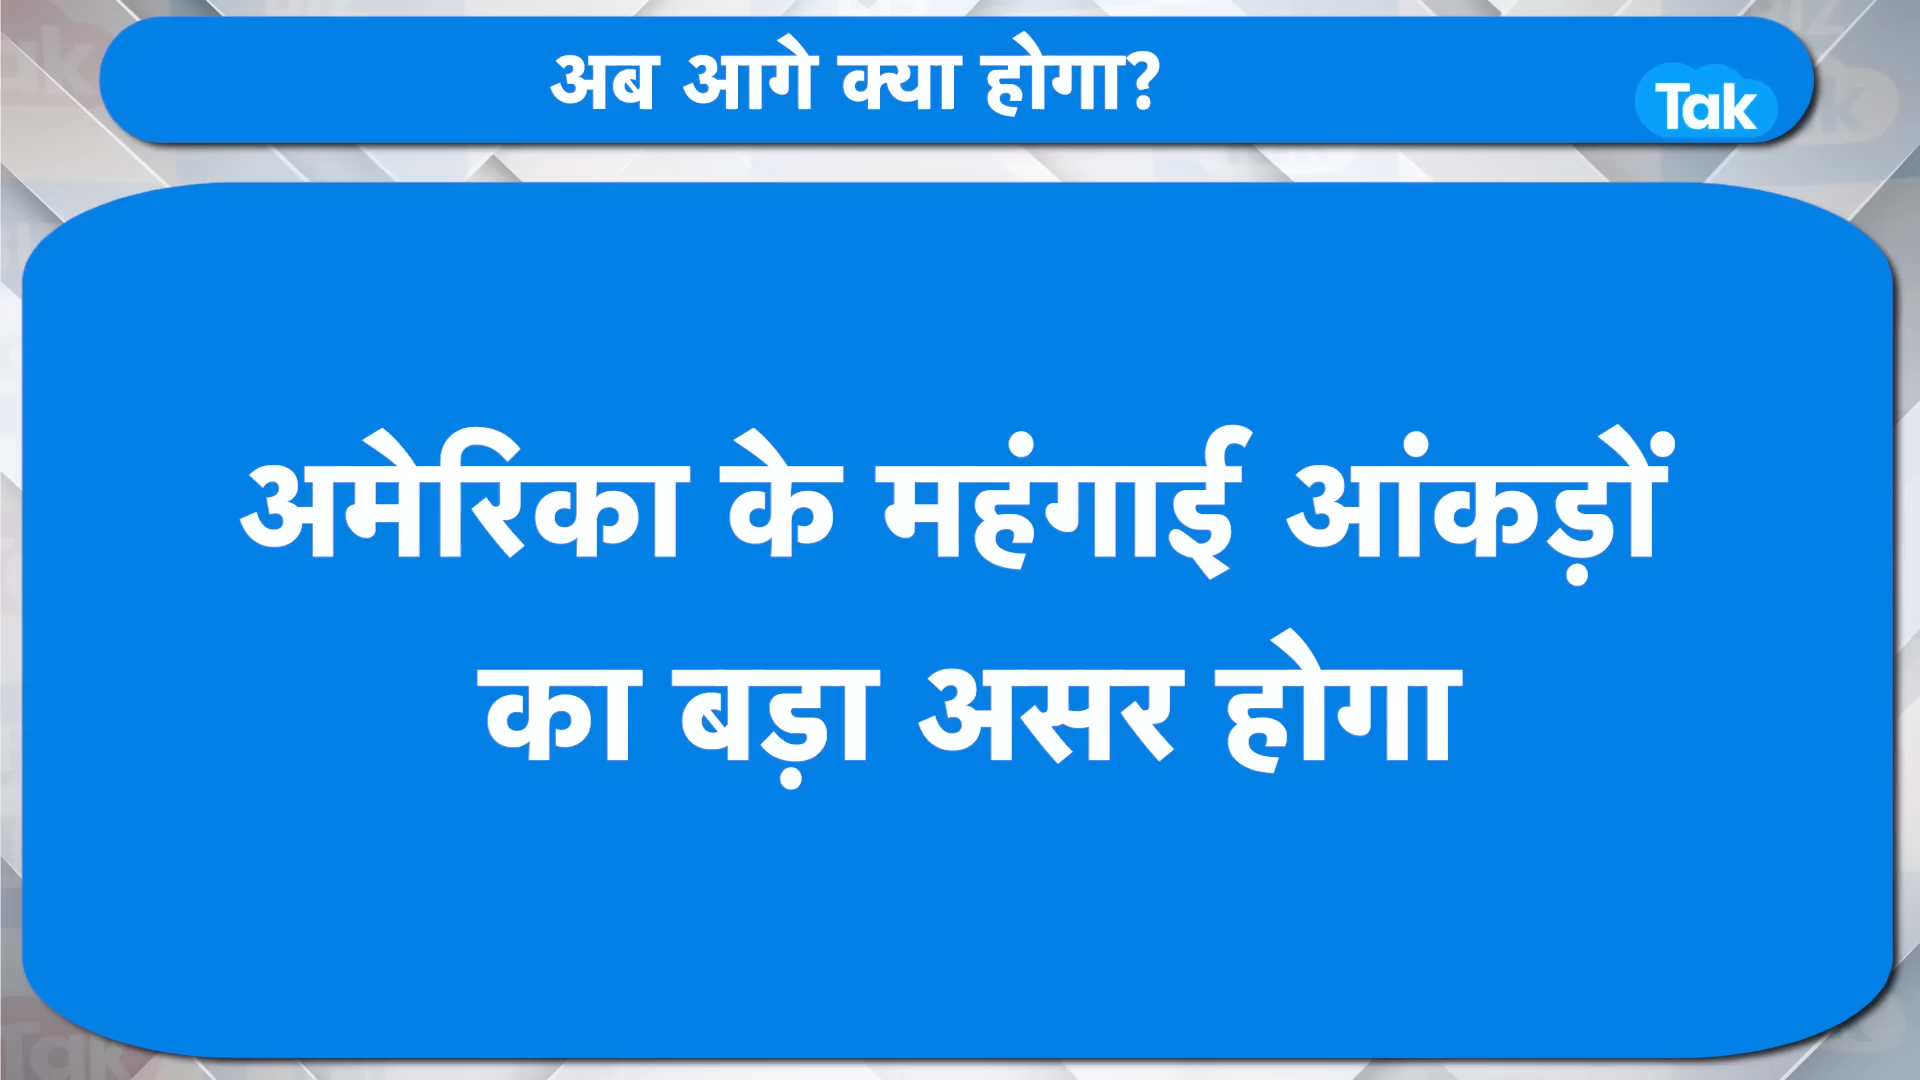 अब आगे क्या होगा?
Tak
अमेरिका के महंगाई आंकड़ों
का बड़ा असर होगा